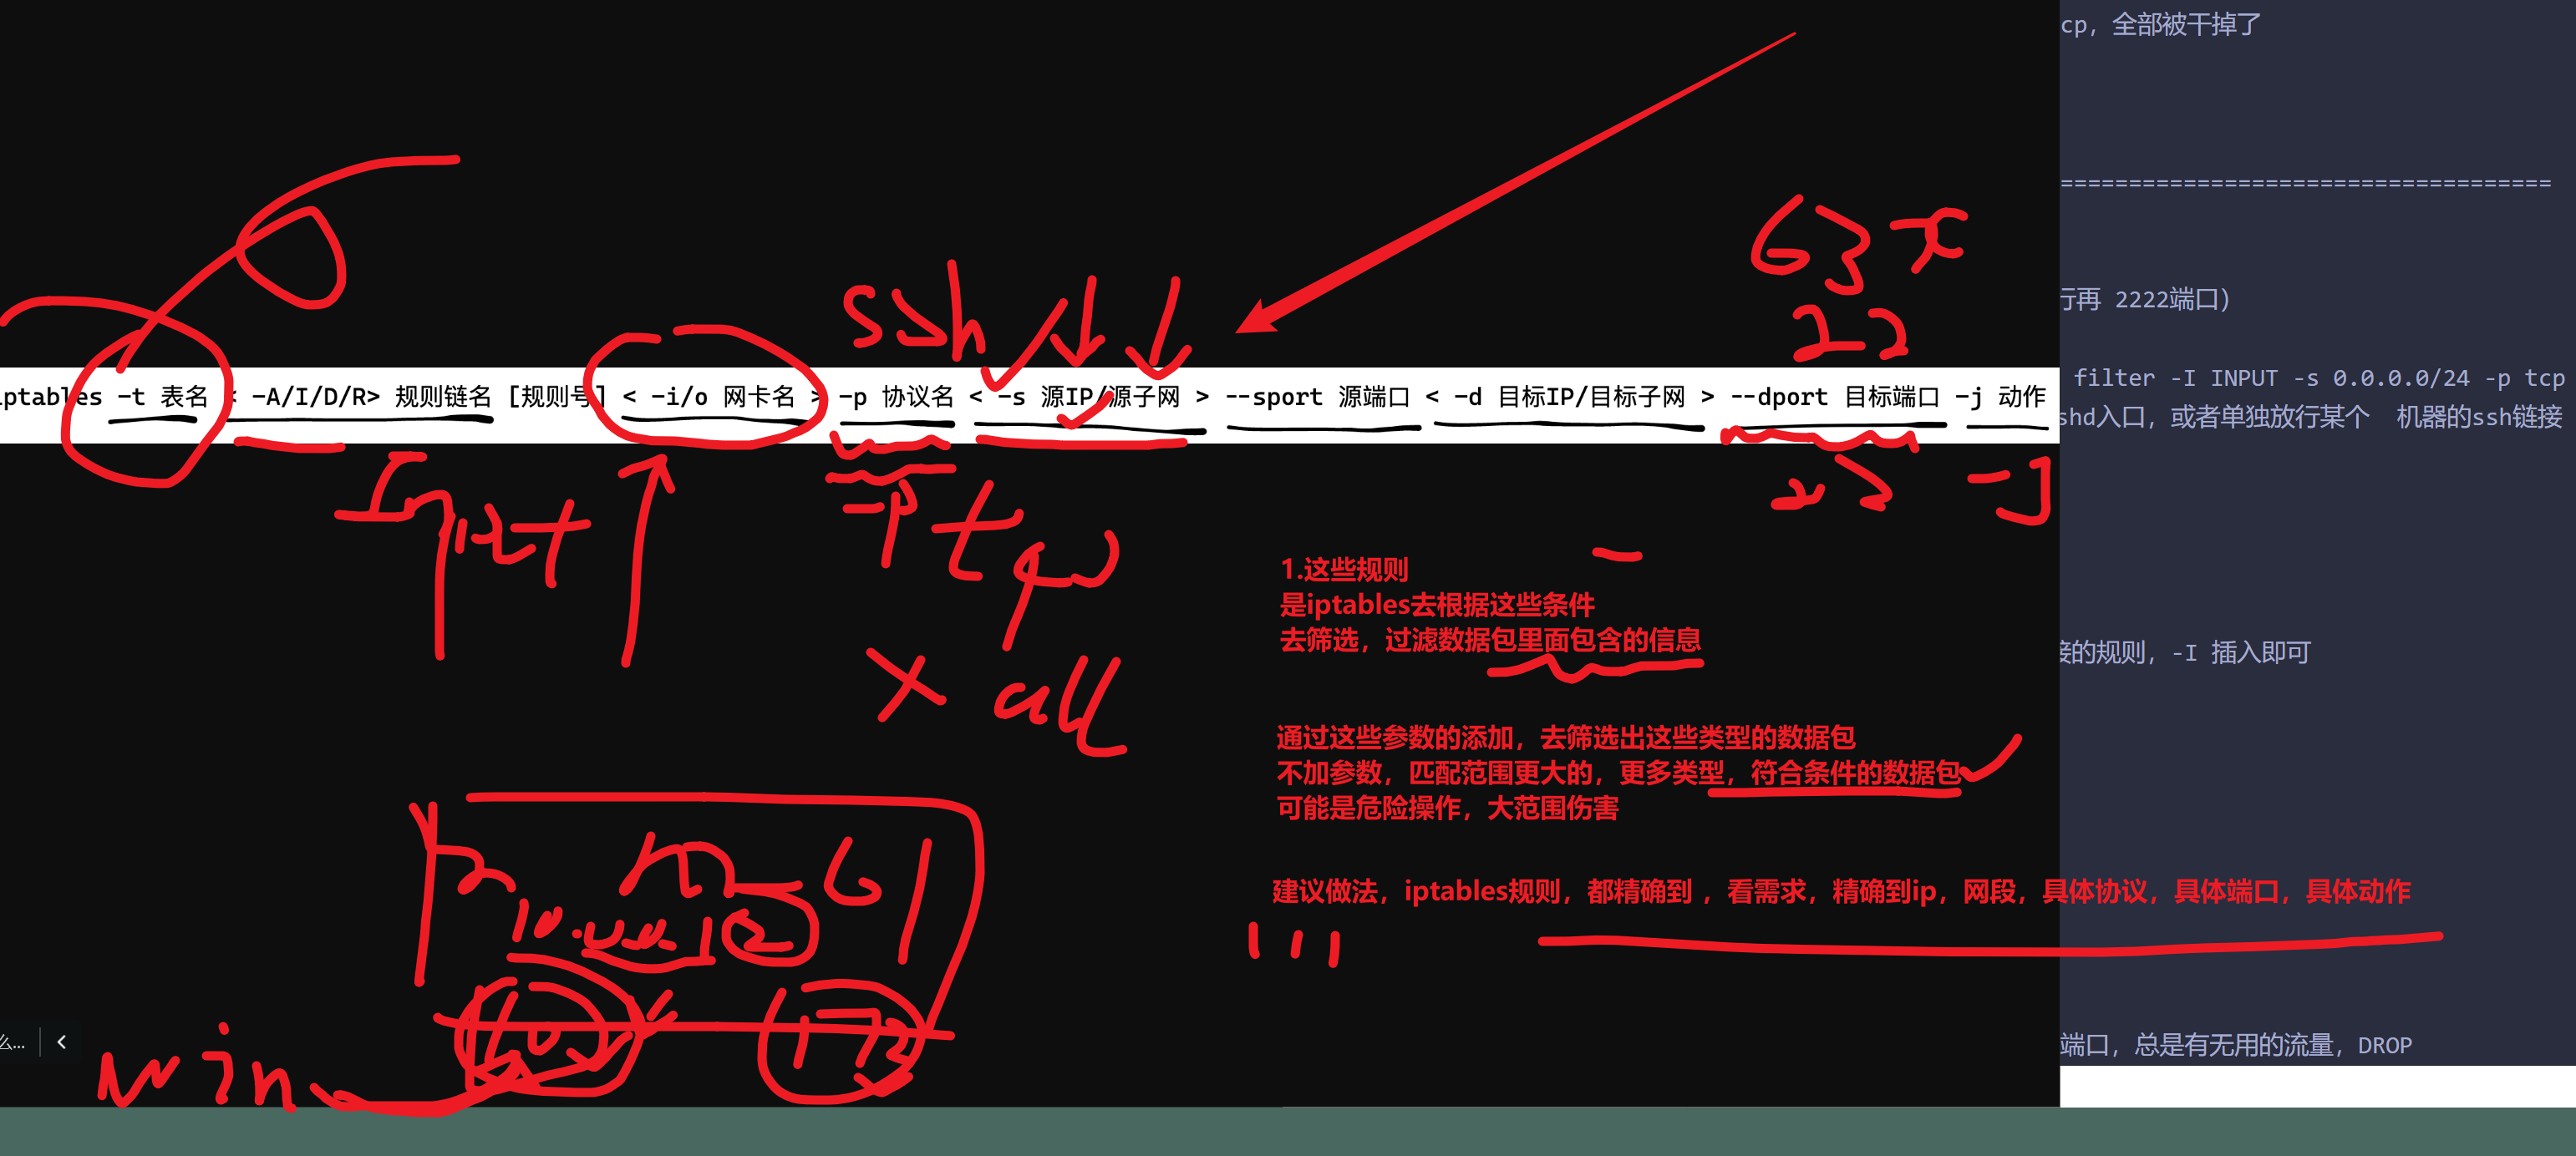 cp，全部被干掉了
====================================
行再 2222端口）
63
22
ssh
iptables -t 表名 < -A/I/D/R> 规则链名 [规则号] < -i/o 网卡名 > -p 协议名 < -s 源IP/源子网 > --sport 源端口 < -d 目标IP/目标子网 > --dport 目标端口 -j 动作
filter -I INPUT -s 0.0.0.0/24 -p tcp
shd入口，或者单独放行某个 机器的ssh链接
Input
-p tcp
22
-j
1.这些规则
是iptables去根据这些条件
去筛选，过滤数据包里面包含的信息
的规则，-I 插入即可
all
通过这些参数的添加，去筛选出这些类型的数据包
不加参数，匹配范围更大的，更多类型，符合条件的数据包
可能是危险操作，大范围伤害
建议做法，iptables规则，都精确到 ，看需求，精确到ip，网段，具体协议，具体端口，具体动作
m-61
172
么...
win
端口，总是有无用的流量，DROP